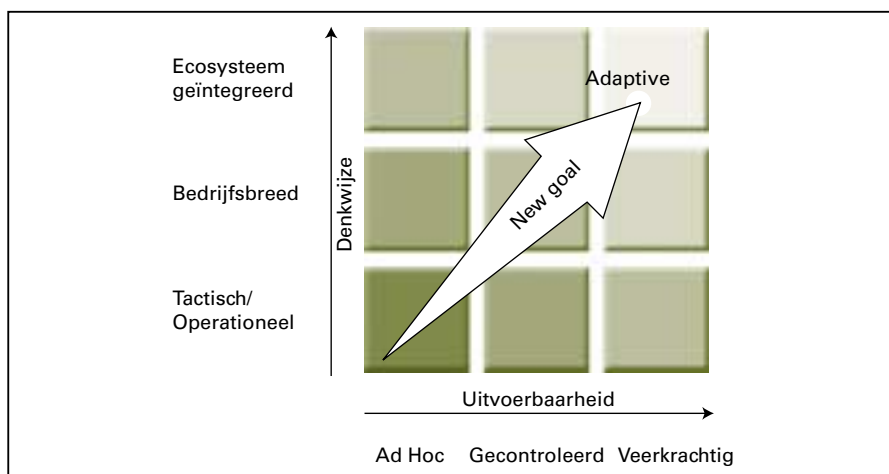 Ecosysteem
geïntegreerd
Adaptive
Bedrijfsbreed
Denkwijze
New goal
Tactisch/
Operationeel
Uitvoerbaarheid
Ad Hoc Gecontroleerd Veerkrachtig